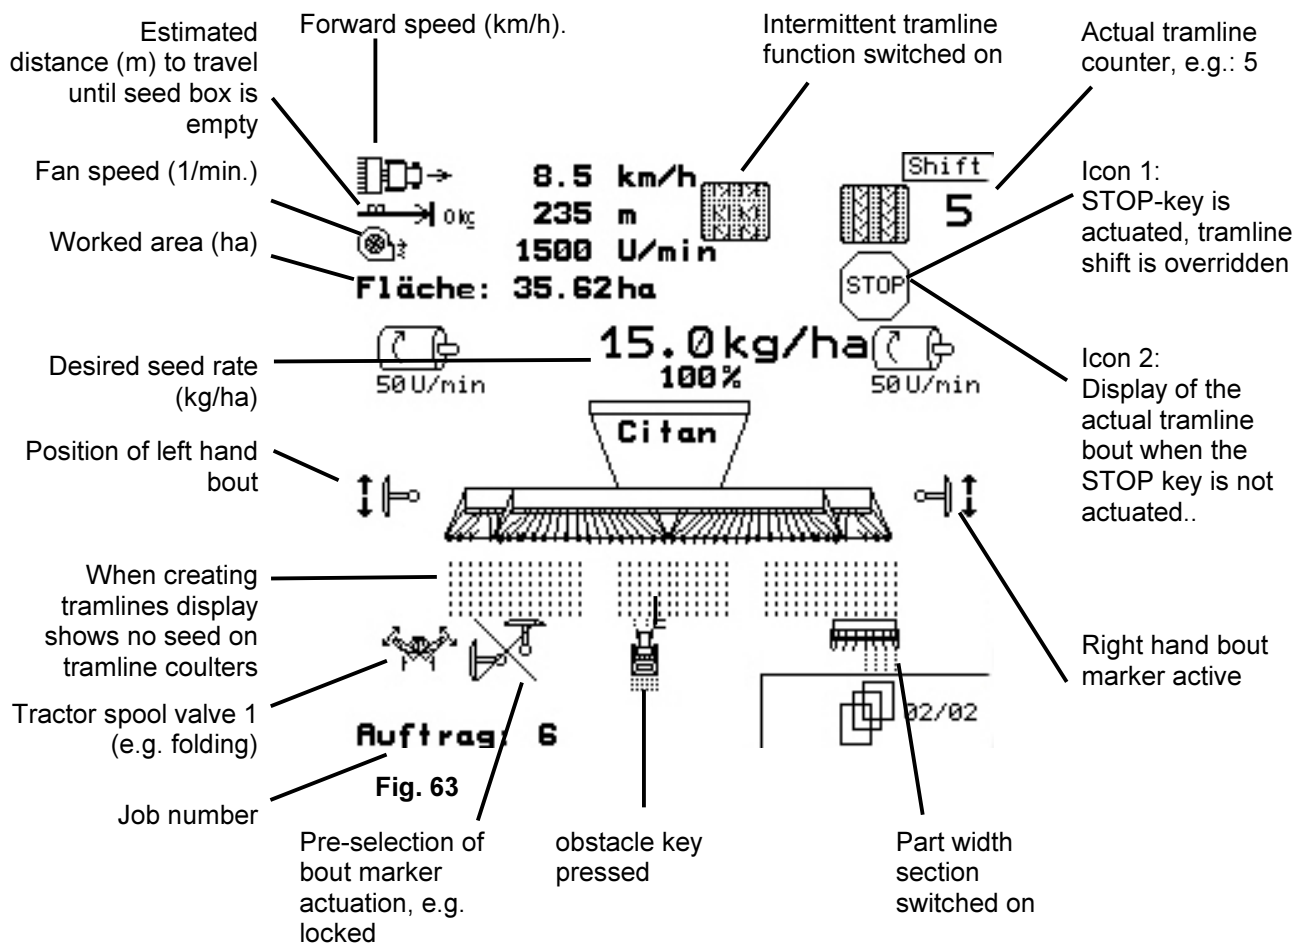 Estimated
distance (m) to travel
until seed box is
empty
Forward speed (km/h).
Intermittent tramline
function switched on
Actual tramline
counter, e.g.: 5
Fan speed (1/min.)
Worked area (ha)
8.5 km/h
0kg 235 m
1500 U/min
Fläche: 35.62ha
Shift
5
STOP
Icon 1:
STOP-key is
actuated, tramline
shift is overridden
15.0kg/ha
100%
50U/min
50U/min
Desired seed rate
(kg/ha)
Icon 2:
Display of the
actual tramline
bout when the
STOP key is not
actuated..
Citan
Position of left hand
bout
When creating
tramlines display
shows no seed on
tramline coulters
Right hand bout
marker active
Tractor spool valve 1
(e.g. folding)
02/02
Auftrag: 6
Fig. 63
Job number
Pre-selection of
bout marker
actuation, e.g.
locked
obstacle key
pressed
Part width
section
switched on